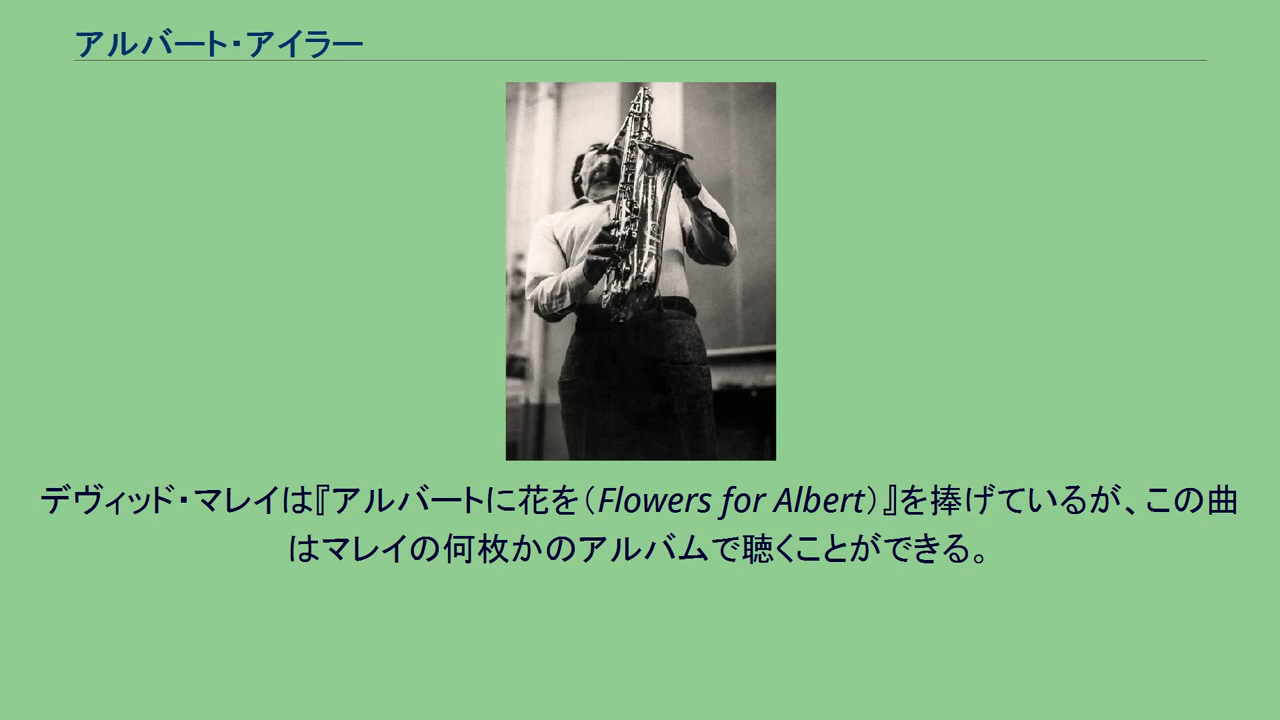 アルバート・アイラー
デヴィッド・マレイは『アルバートに花を（Flowers for Albert）』を捧げているが、この曲
はマレイの何枚かのアルバムで聴くことができる。